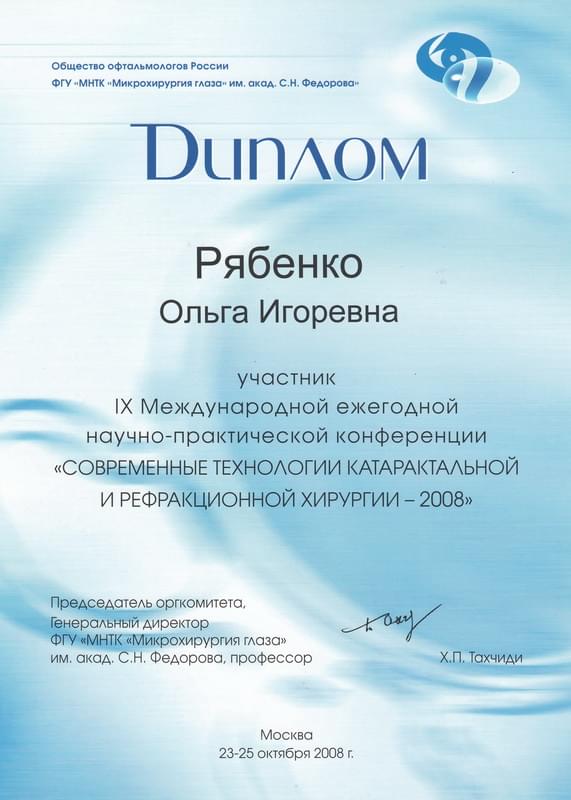 Общество офтальмологов России
ФГУ «МНТК «Микрохирургия глаза» им. акад. С.Н. Федорова»
Диплом
Рябенко
Ольга Игоревна
участник
IX Международной ежегодной
научно-практической конференции
«СОВРЕМЕННЫЕ ТЕХНОЛОГИИ КАТАРАКТАЛЬНОЙ
И РЕФРАКЦИОННОЙ ХИРУРГИИ – 2008»
Председатель оргкомитета,
Генеральный директор
ФГУ «МНТК «Микрохирургия глаза»
им. акад. С.Н. Федорова, профессор
Х.П. Тахчиди
Москва
23-25 октября 2008 г.